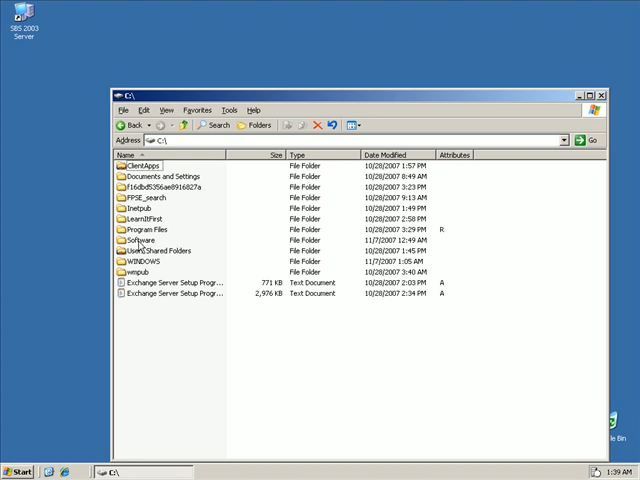 SBS 2003
Server
C:\
File Edit View Favorites Tools Help
Back Search Folders
Address C:\ Go
Name Size Type Date Modified Attributes
ClientApps File Folder 10/28/2007 1:57 PM
Documents and Settings File Folder 10/28/2007 8:49 AM
f16dbd5356ae8916827a File Folder 10/28/2007 3:23 PM
FPSE_search File Folder 10/28/2007 9:13 AM
Inetpub File Folder 10/28/2007 1:49 PM
LearnItFirst File Folder 10/28/2007 2:58 PM
Program Files File Folder 10/28/2007 3:29 PM R
Software File Folder 11/7/2007 12:49 AM
Users Shared Folders File Folder 10/28/2007 1:45 PM
WINDOWS File Folder 11/7/2007 1:05 AM
wmpub File Folder 10/28/2007 3:40 AM
Exchange Server Setup Progr... 771 KB Text Document 10/28/2007 2:03 PM A
Exchange Server Setup Progr... 2,976 KB Text Document 10/28/2007 2:34 PM A
le Bin
Start C:\ 1:39 AM